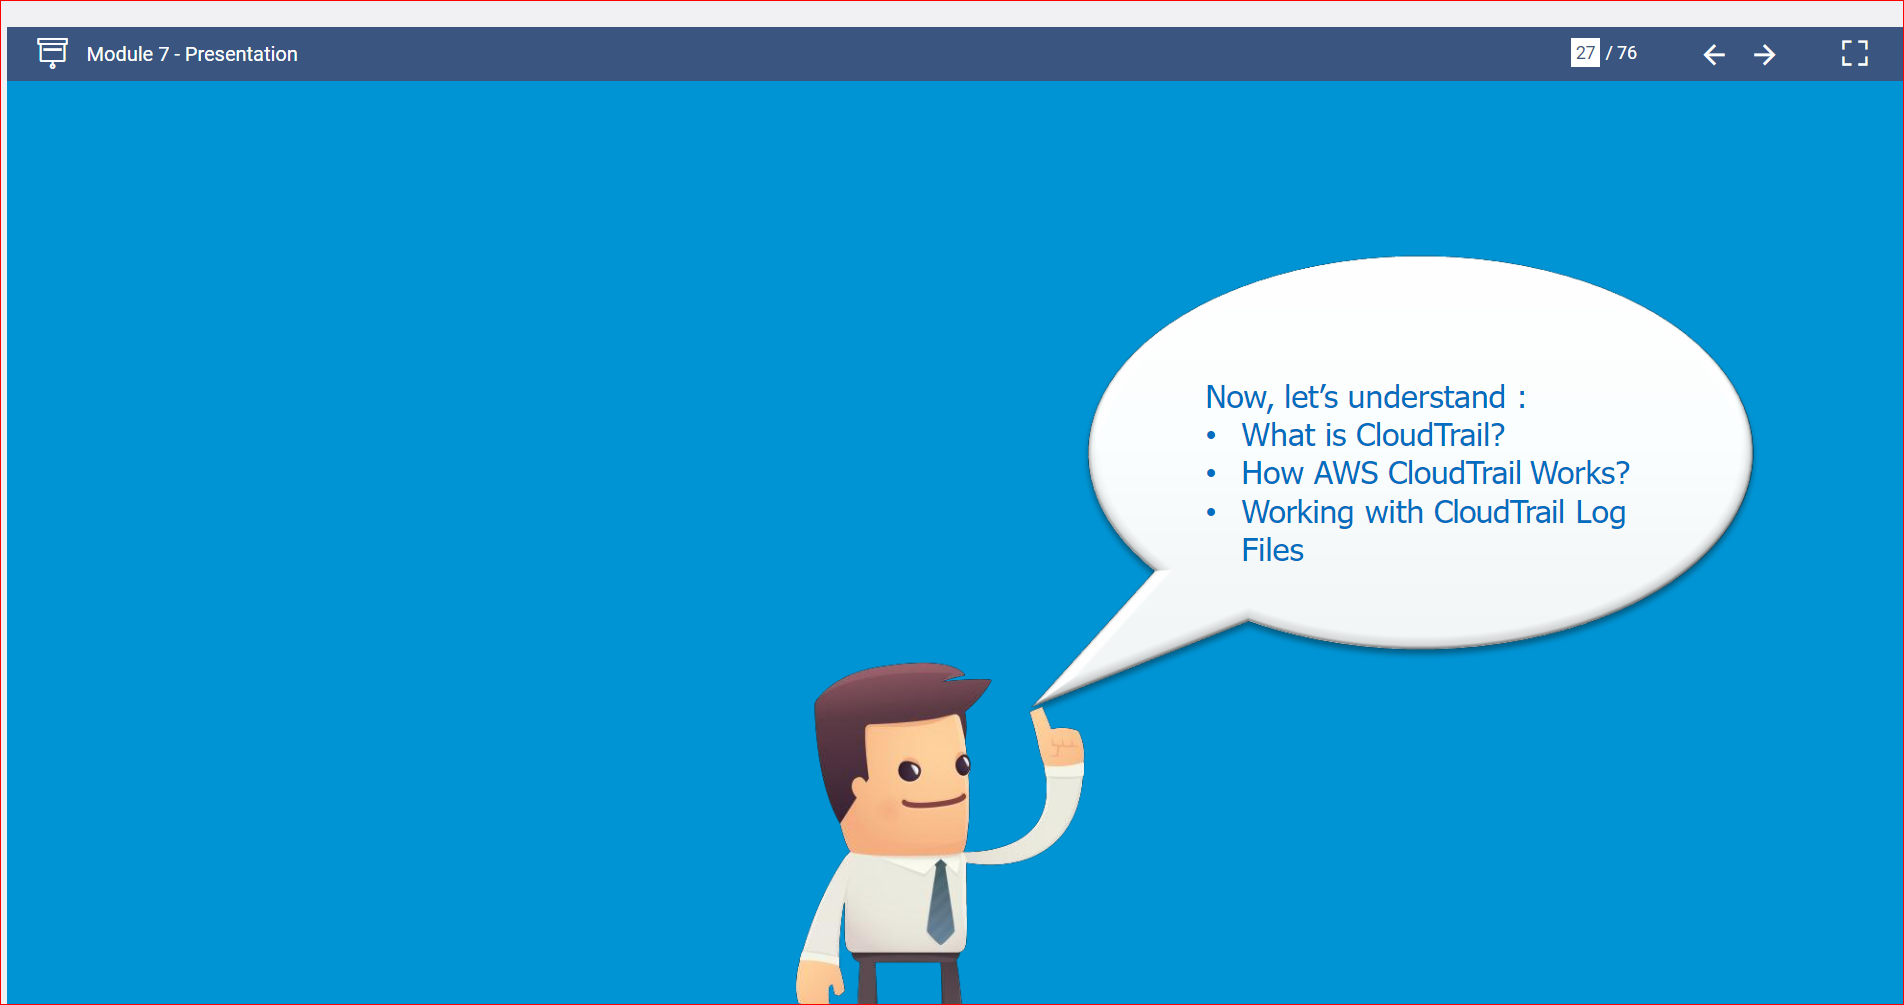 Module 7 - Presentation
27 / 76
Now, let’s understand :
• What is CloudTrail?
• How AWS CloudTrail Works?
• Working with CloudTrail Log
Files